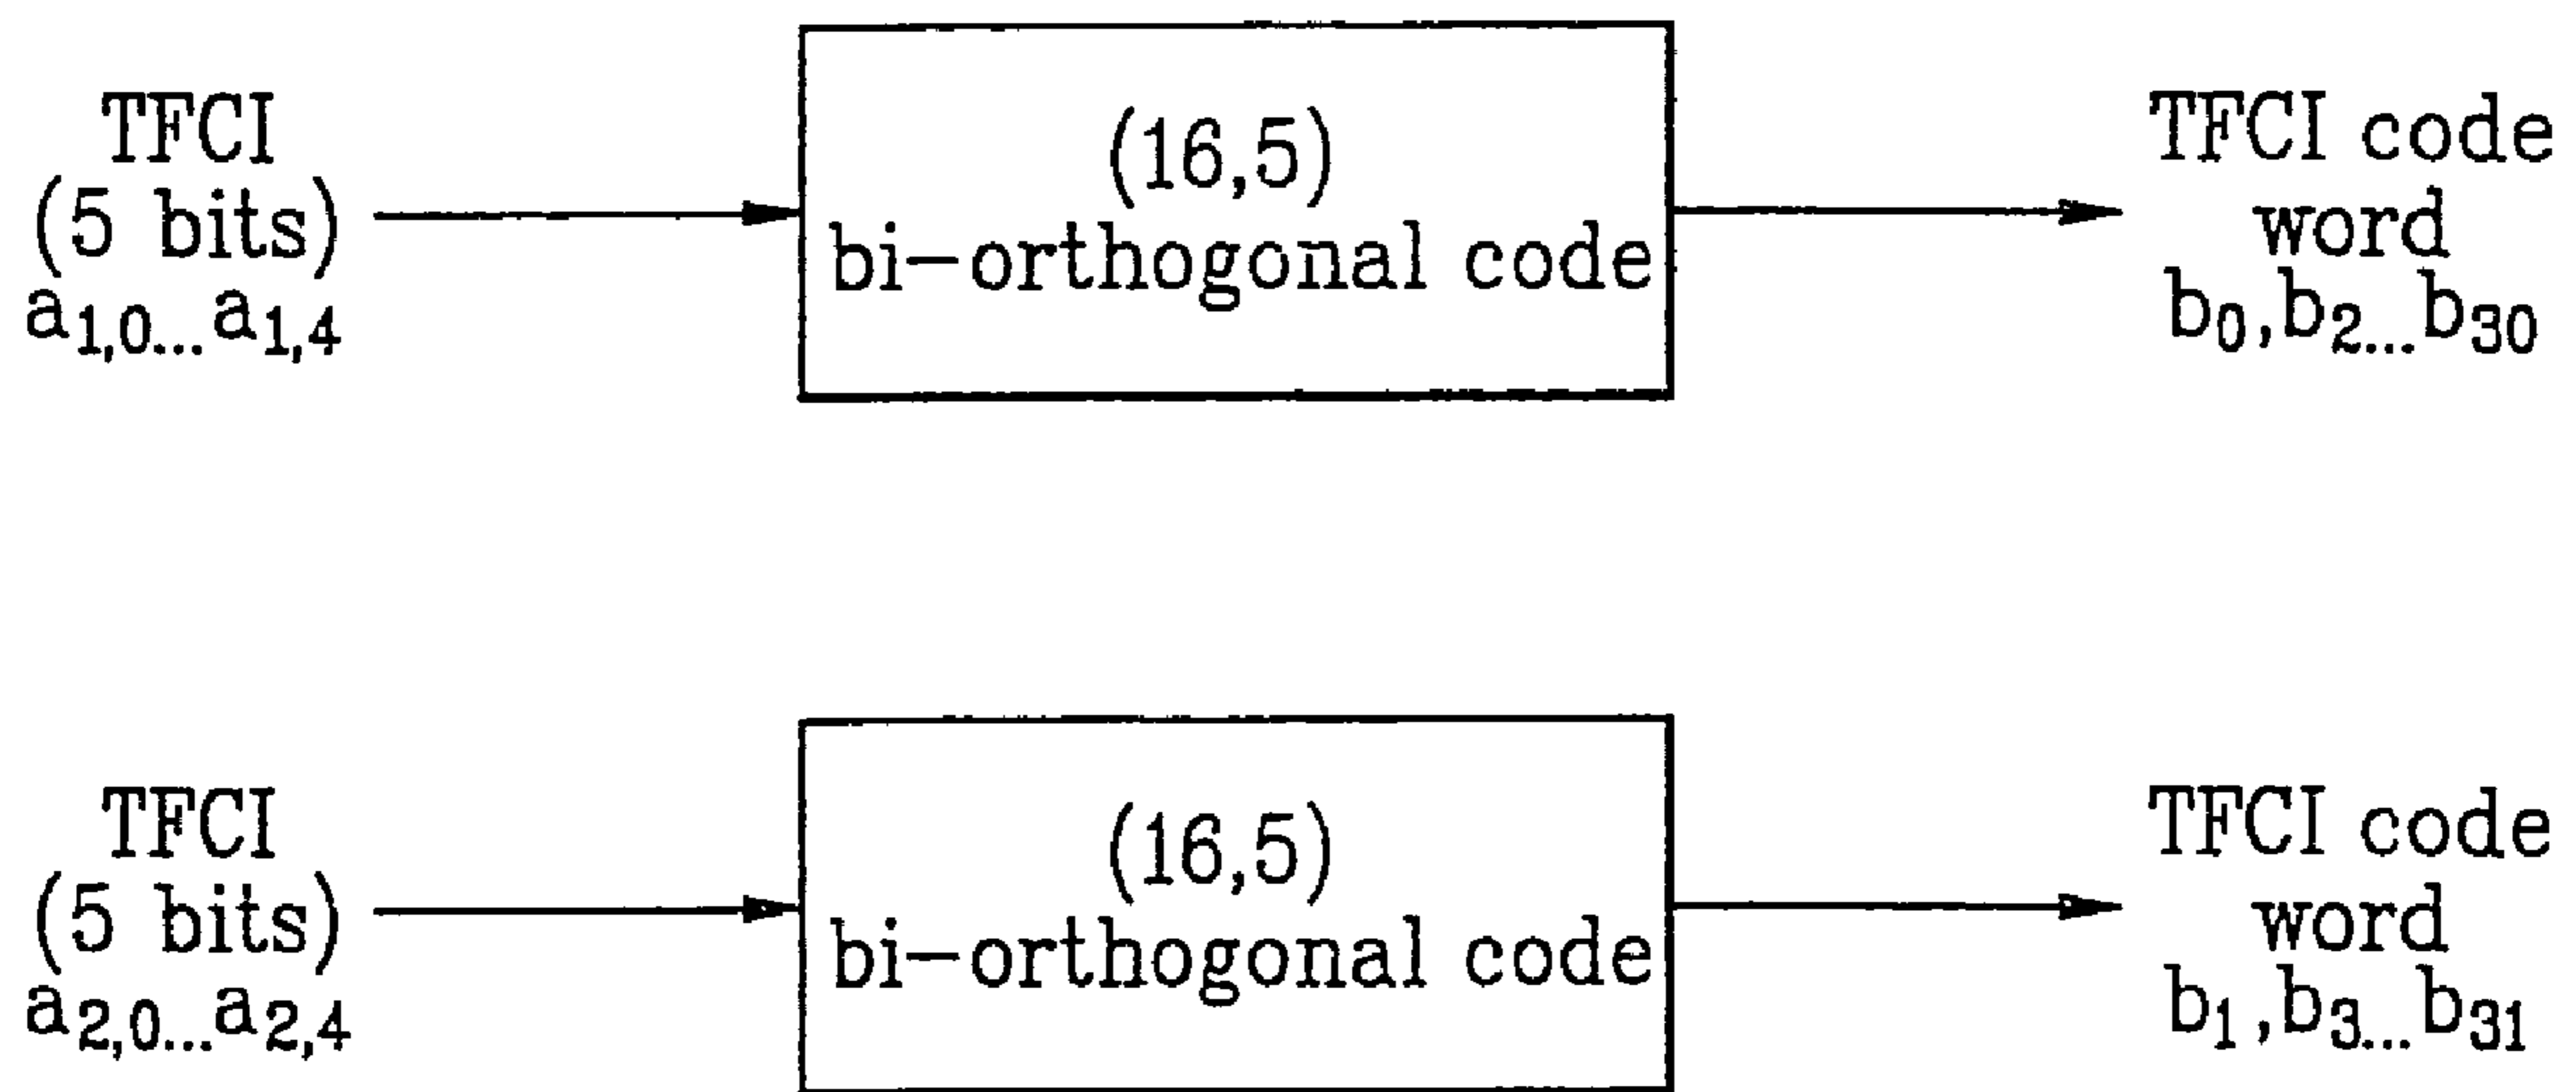 TFCI
(5 bits)
a1,0...a1,4
(16,5)
bi-orthogonal code
TFCI code
word
b0,b2...b30
TFCI
(5 bits)
a2,0...a2,4
(16,5)
bi-orthogonal code
TFCI code
word
b1,b3...b31